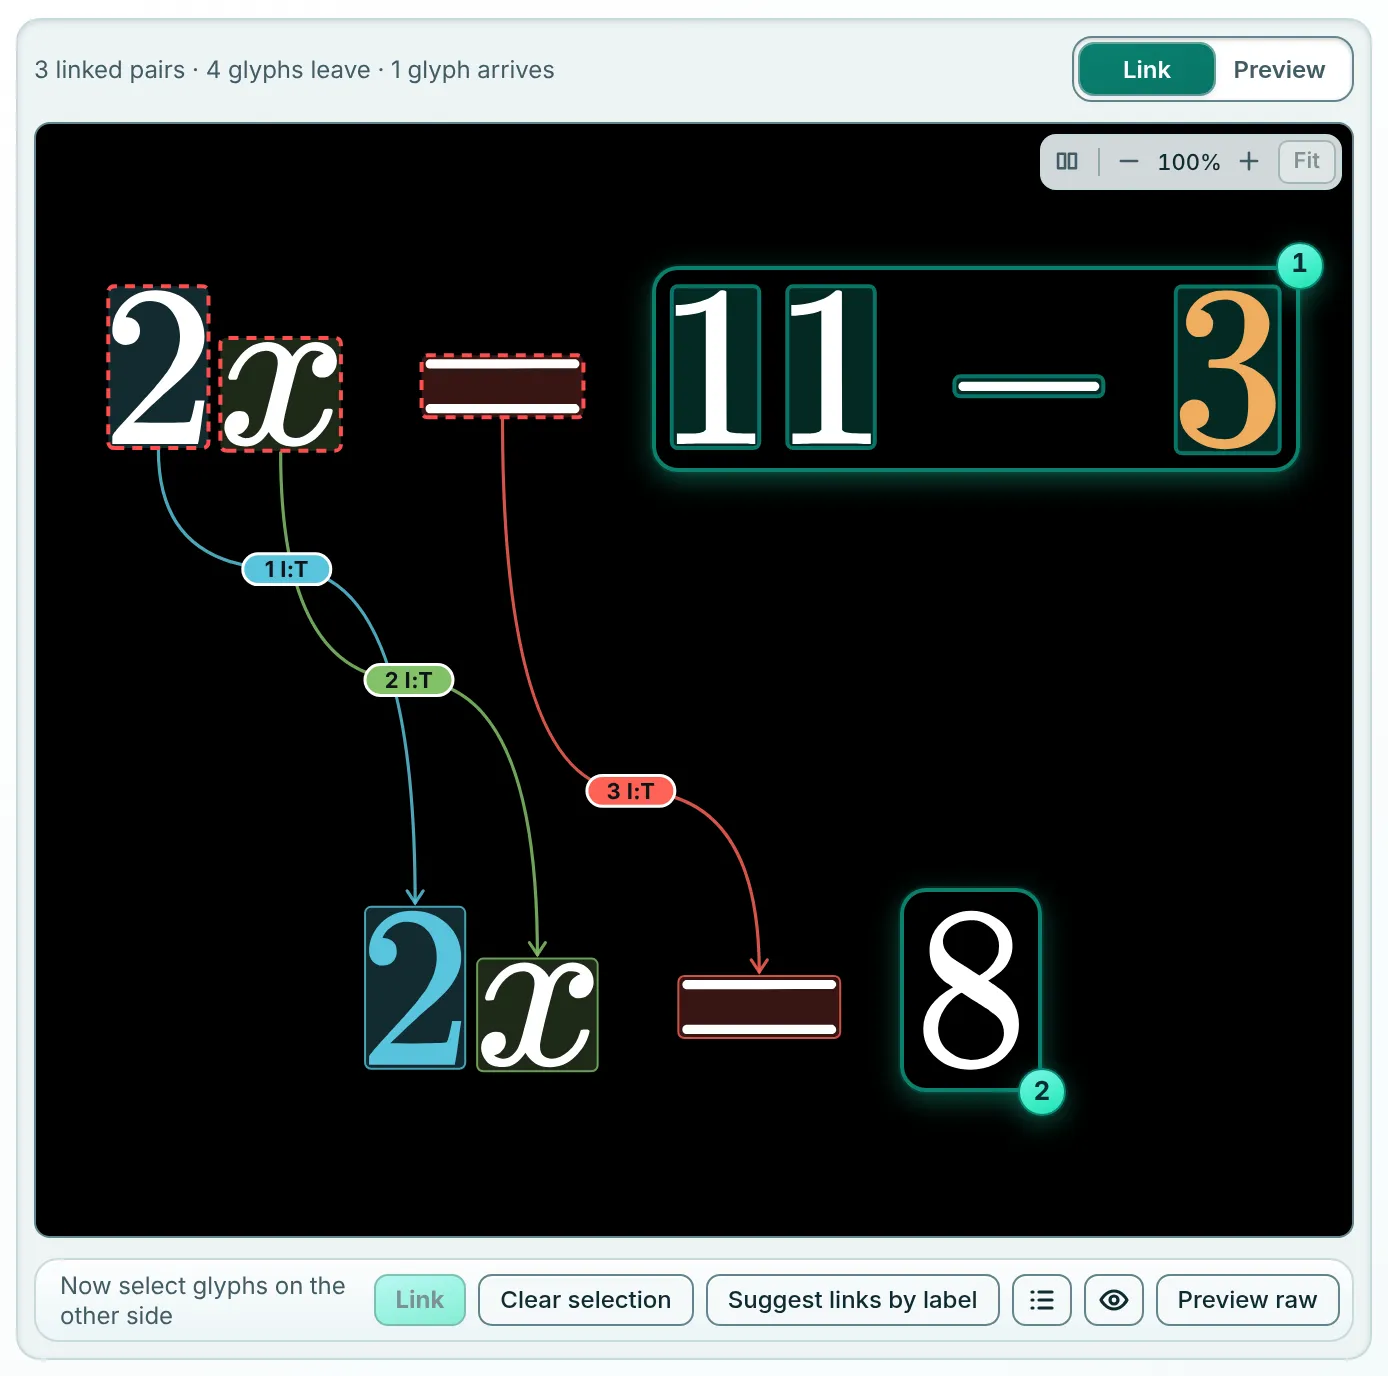 3 linked pairs · 4 glyphs leave · 1 glyph arrives
Link Preview
100% Fit
2x = 11 − 3
1
1 I:T
2 I:T
3 I:T
2x = 8
2
Now select glyphs on the
other side
Link Clear selection Suggest links by label Preview raw